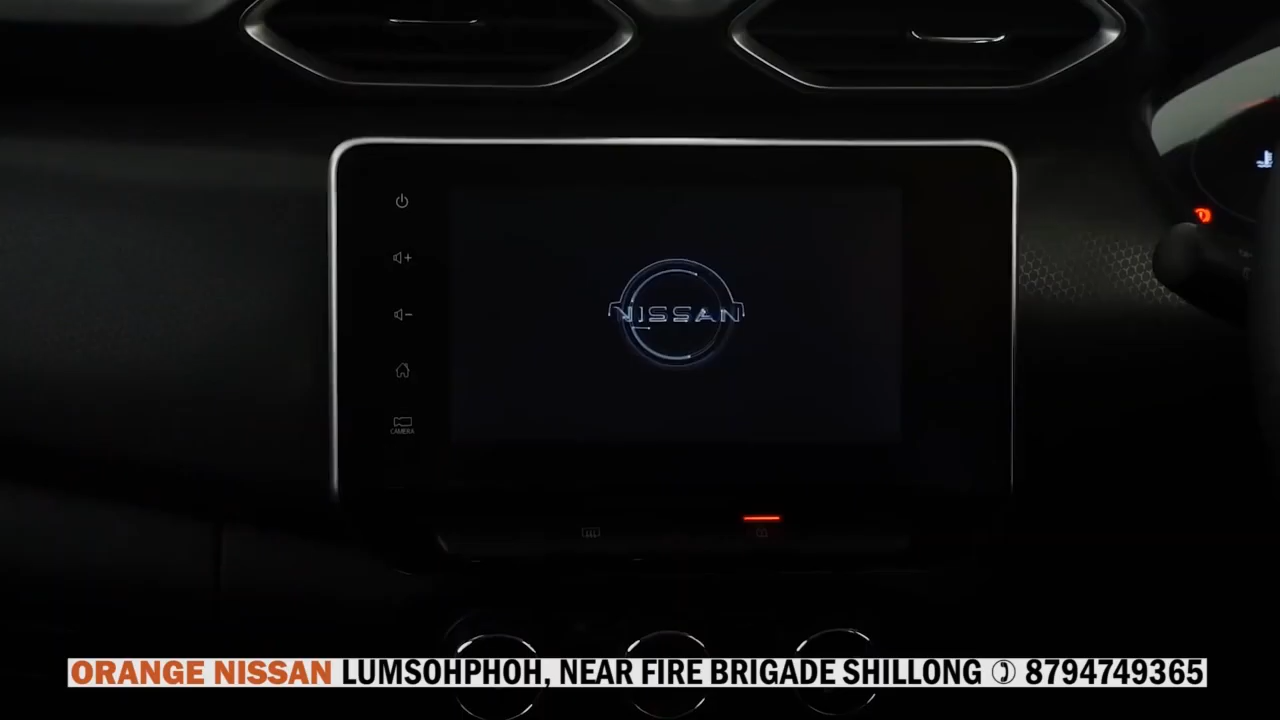 NISSAN
CAMERA
ORANGE NISSAN LUMSOHPHOH, NEAR FIRE BRIGADE SHILLONG ✆ 8794749365